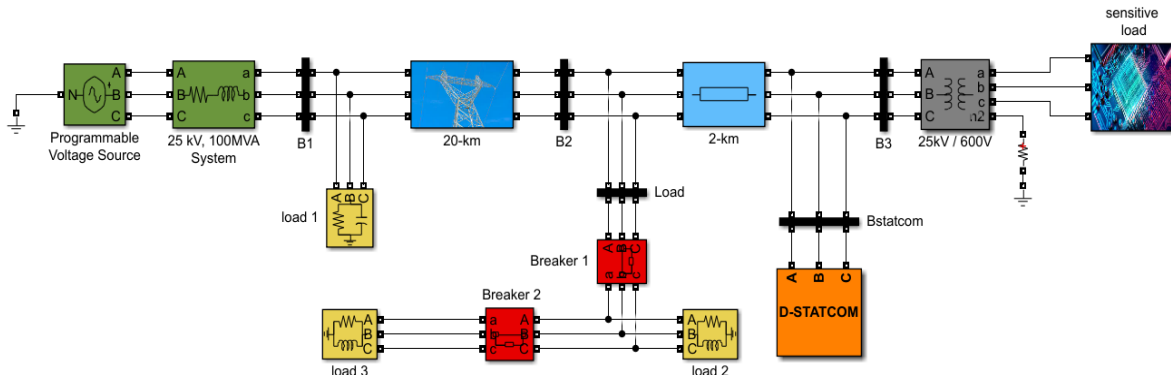 sensitive
load
A
N
B
C
A
a
B
b
C
c
A
a
B
b
C
c
n2
Programmable
Voltage Source
25 kV, 100MVA
System
B1
20-km
B2
2-km
B3
25kV / 600V
A
B
C
load 1
Load
Bstatcom
A
B
C
Breaker 1
a
b
c
A
B
C
D-STATCOM
Breaker 2
A
B
C
a
b
c
A
B
C
A
B
C
load 3
load 2